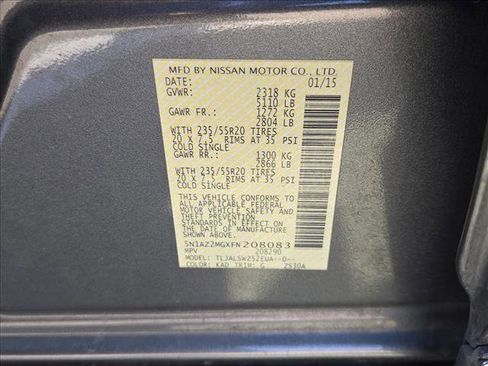 MFD BY NISSAN MOTOR CO., LTD.
DATE: 01/15
GVWR: 2318 KG
5110 LB
GAWR FR.: 1272 KG
2804 LB
WITH 235/55R20 TIRES
20 X 7.5, RIMS AT 35 PSI
COLD SINGLE
GAWR RR.: 1300 KG
2866 LB
WITH 235/55R20 TIRES
20 X 7.5, RIMS AT 35 PSI
COLD SINGLE
THIS VEHICLE CONFORMS TO
ALL APPLICABLE FEDERAL
MOTOR VEHICLE SAFETY AND
THEFT PREVENTION
STANDARDS IN EFFECT ON
THE DATE OF MANUFACTURE
SHOWN ABOVE.
5N1AZ2MGXFN208083
MPV 208290
MODEL: TLJALSWZ52EUA--D--
COLOR: KAD TRIM: G ZS30A